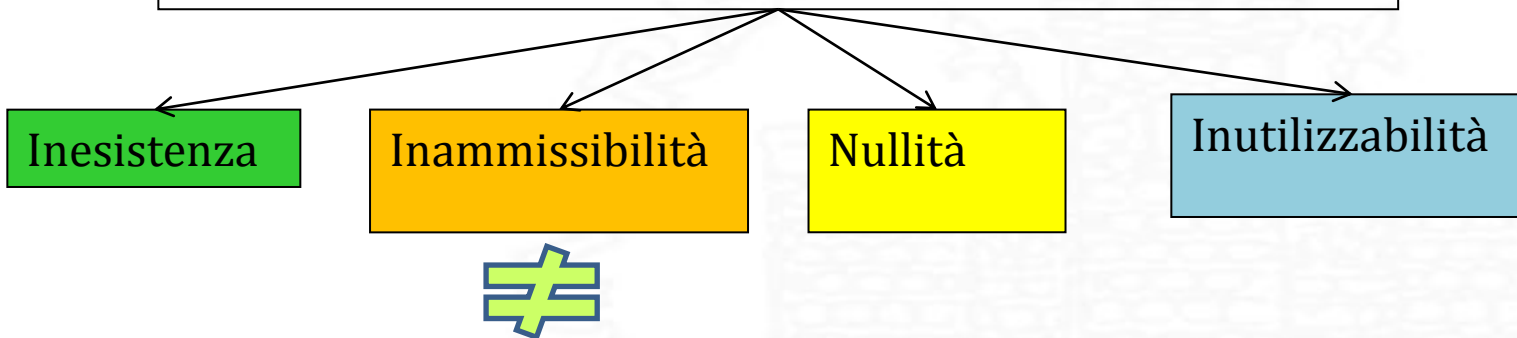 Inesistenza
Inammissibilità
Nullità
Inutilizzabilità
≠